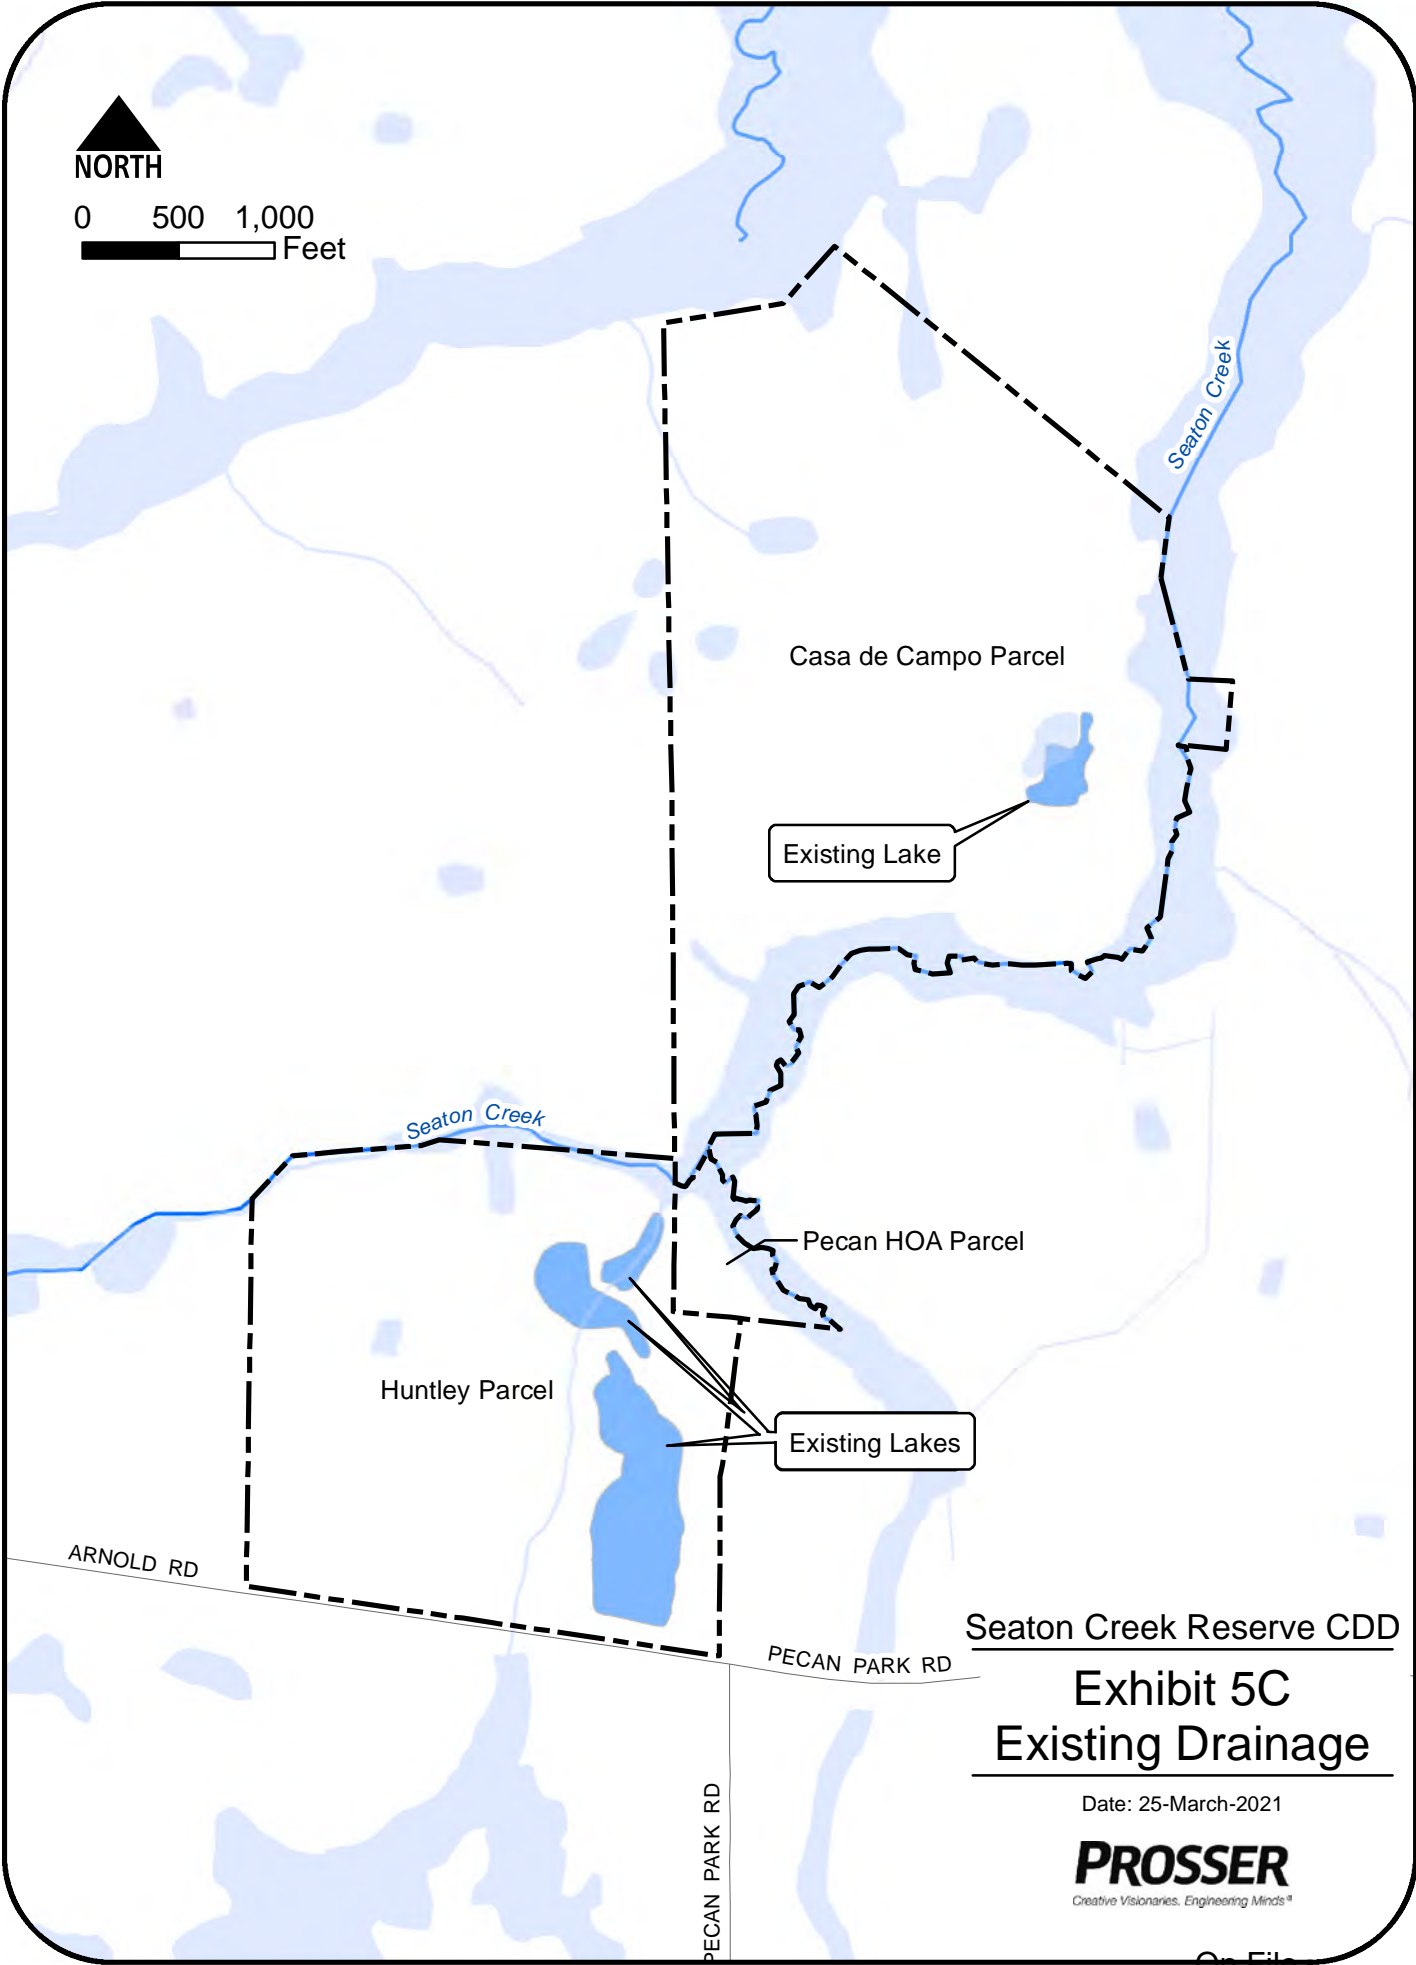 NORTH
0 500 1,000
Feet
Seaton Creek
Casa de Campo Parcel
Existing Lake
Seaton Creek
Pecan HOA Parcel
Huntley Parcel
Existing Lakes
ARNOLD RD
PECAN PARK RD
PECAN PARK RD
Seaton Creek Reserve CDD
Exhibit 5C
Existing Drainage
Date: 25-March-2021
PROSSER
Creative Visionaries. Engineering Minds
On File